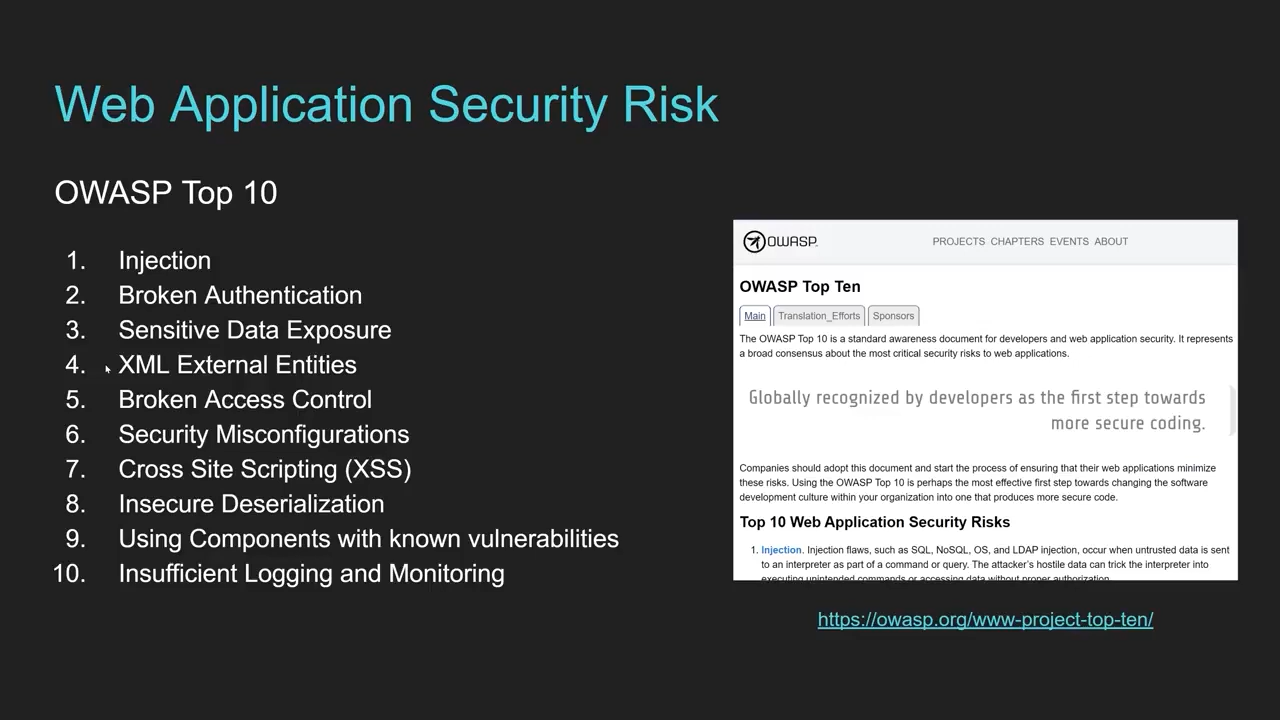 Web Application Security Risk
OWASP Top 10
1. Injection
2. Broken Authentication
3. Sensitive Data Exposure
4. XML External Entities
5. Broken Access Control
6. Security Misconfigurations
7. Cross Site Scripting (XSS)
8. Insecure Deserialization
9. Using Components with known vulnerabilities
10. Insufficient Logging and Monitoring
OWASP
PROJECTS CHAPTERS EVENTS ABOUT
OWASP Top Ten
Main Translation_Efforts Sponsors
The OWASP Top 10 is a standard awareness document for developers and web application security. It represents
a broad consensus about the most critical security risks to web applications.
Globally recognized by developers as the first step towards
more secure coding.
Companies should adopt this document and start the process of ensuring that their web applications minimize
these risks. Using the OWASP Top 10 is perhaps the most effective first step towards changing the software
development culture within your organization into one that produces more secure code.
Top 10 Web Application Security Risks
1. Injection. Injection flaws, such as SQL, NoSQL, OS, and LDAP injection, occur when untrusted data is sent
to an interpreter as part of a command or query. The attacker's hostile data can trick the interpreter into
executing unintended commands or accessing data without proper authorization.
https://owasp.org/www-project-top-ten/